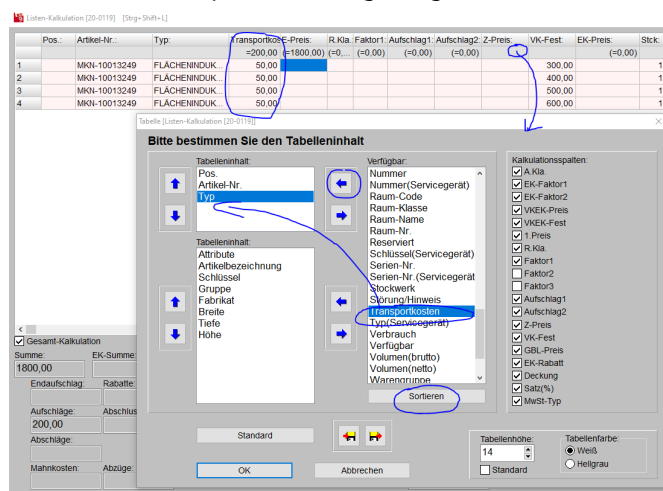 Listen-Kalkulation [20-0119] [Strg+Shift+L]
Pos.: Artikel-Nr.: Typ: Transportkos E-Preis: R.Kla. Faktor1: Aufschlag1: Aufschlag2: Z-Preis: VK-Fest: EK-Preis: Stck:
=200,00 (=1800,00) (=0,... (=0,00) (=0,00) (=0,00) (=0,00)
1 MKN-10013249 FLÄCHENINDUK... 50,00 300,00 1
2 MKN-10013249 FLÄCHENINDUK... 50,00 400,00 1
3 MKN-10013249 FLÄCHENINDUK... 50,00 500,00 1
4 MKN-10013249 FLÄCHENINDUK... 50,00 600,00 1
Tabelle [Listen-Kalkulation [20-0119]]
Bitte bestimmen Sie den Tabelleninhalt
Tabelleninhalt:
Pos.
Artikel-Nr.
Typ
Tabelleninhalt:
Attribute
Artikelbezeichnung
Schlüssel
Gruppe
Fabrikat
Breite
Tiefe
Höhe
Verfügbar:
Nummer
Nummer(Servicegerät)
Raum-Code
Raum-Klasse
Raum-Name
Raum-Nr.
Reserviert
Schlüssel(Servicegerät)
Serien-Nr.
Serien-Nr.(Servicegerät
Stockwerk
Störung/Hinweis
Transportkosten
Typ(Servicegerät)
Verbrauch
Verfügbar
Volumen(brutto)
Volumen(netto)
Warengruppe
Sortieren
Kalkulationsspalten:
A.Kla.
EK-Faktor1
EK-Faktor2
VKEK-Preis
VKEK-Fest
1.Preis
R.Kla.
Faktor1
Faktor2
Faktor3
Aufschlag1
Aufschlag2
Z-Preis
VK-Fest
GBL-Preis
EK-Rabatt
Deckung
Satz(%)
MwSt-Typ
Gesamt-Kalkulation
Summe: EK-Summe:
1800,00
Endaufschlag: Rabatte:
Aufschläge: Abschlus
200,00
Abschläge:
Mahnkosten: Abzüge:
Standard
OK
Abbrechen
Tabellenhöhe: Tabellenfarbe:
14
Weiß
Standard
Hellgrau